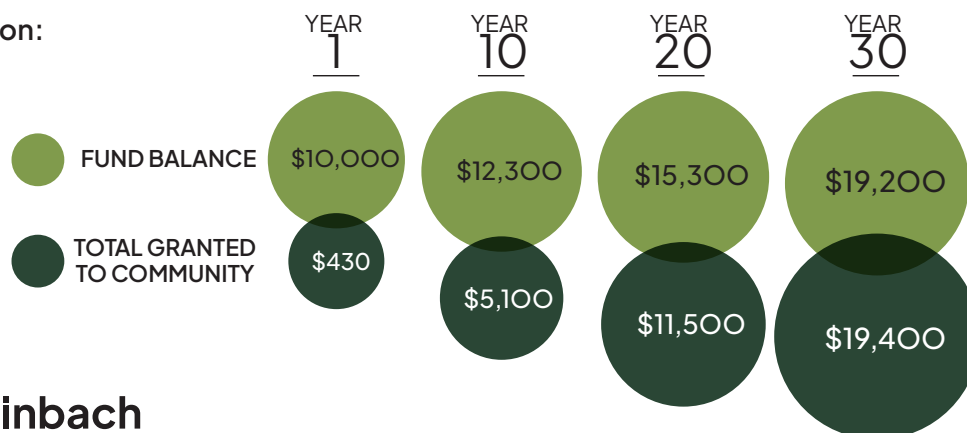 on:
YEAR
1
YEAR
10
YEAR
20
YEAR
30
FUND BALANCE
$10,000
$12,300
$15,300
$19,200
TOTAL GRANTED
TO COMMUNITY
$430
$5,100
$11,500
$19,400
inbach